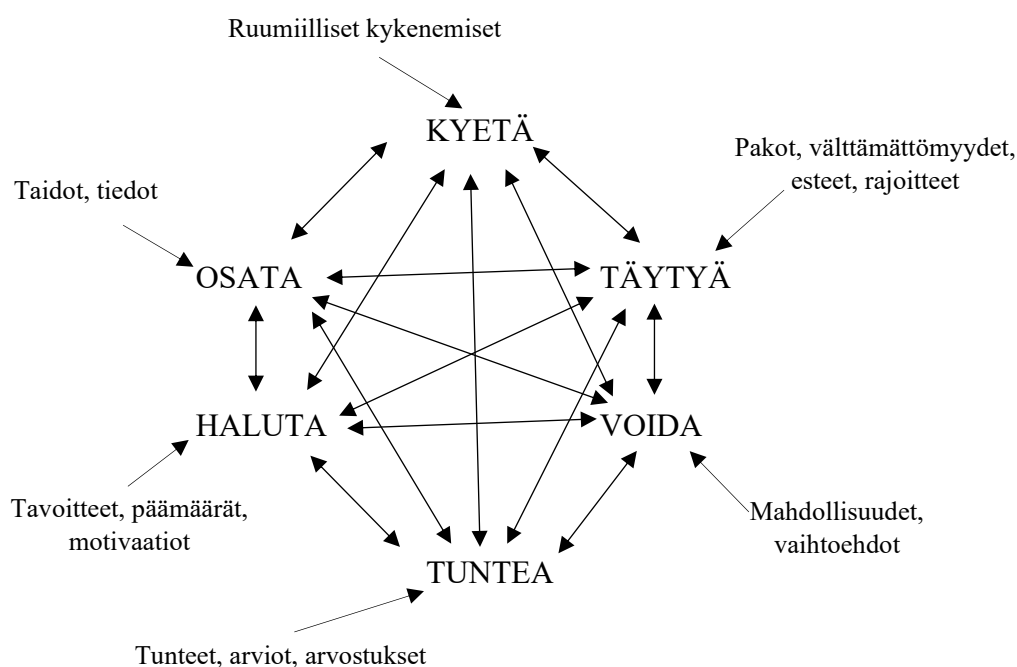 Ruumiilliset kykenemiset
KYETÄ
Pakot, välttämättömyydet,
esteet, rajoitteet
Taidot, tiedot
OSATA
TÄYTYÄ
HALUTA
VOIDA
Tavoitteet, päämäärät,
motivaatiot
Mahdollisuudet,
vaihtoehdot
TUNTEA
Tunteet, arviot, arvostukset